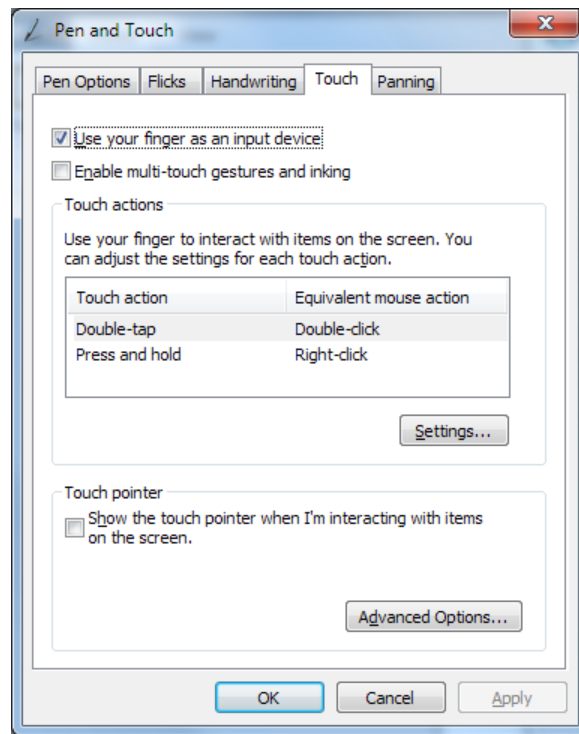 Pen and Touch
Pen Options Flicks Handwriting Touch Panning
Use your finger as an input device
Enable multi-touch gestures and inking
Touch actions
Use your finger to interact with items on the screen. You
can adjust the settings for each touch action.
Touch action Equivalent mouse action
Double-tap Double-click
Press and hold Right-click
Settings...
Touch pointer
Show the touch pointer when I'm interacting with items
on the screen.
Advanced Options...
OK Cancel Apply